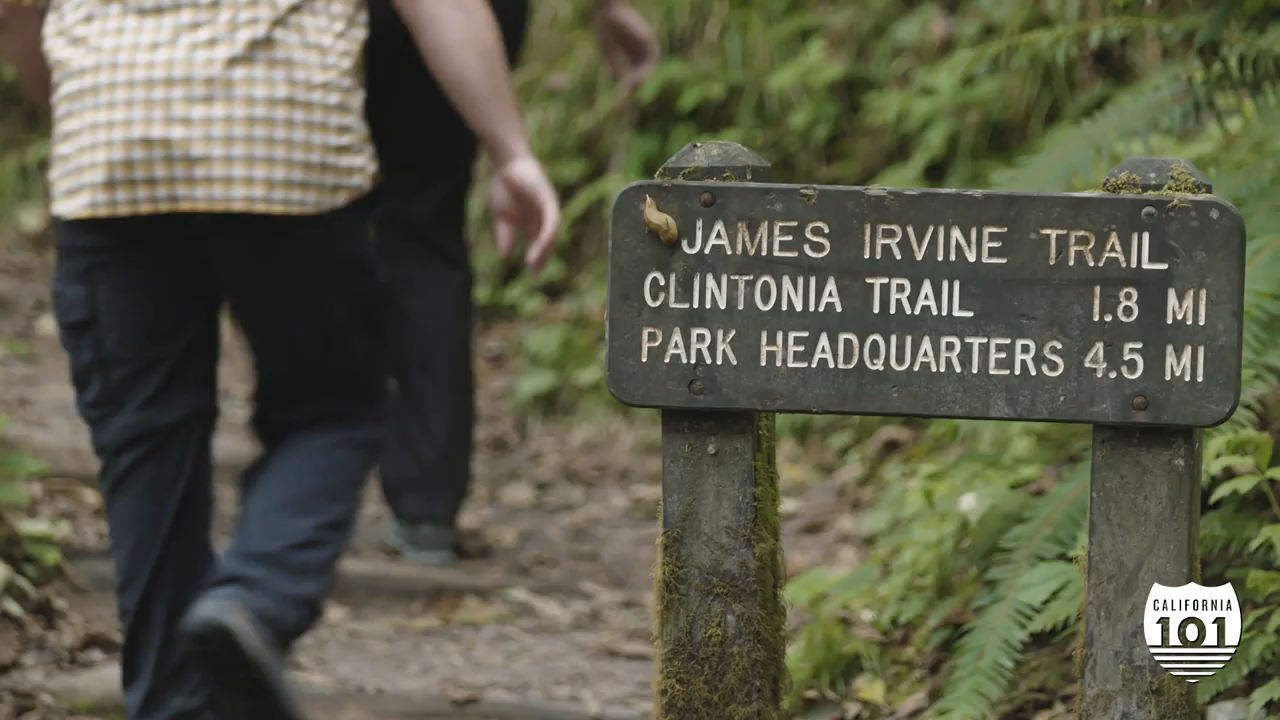 JAMES IRVINE TRAIL
CLINTONIA TRAIL 1.8 MI
PARK HEADQUARTERS 4.5 MI
CALIFORNIA
101